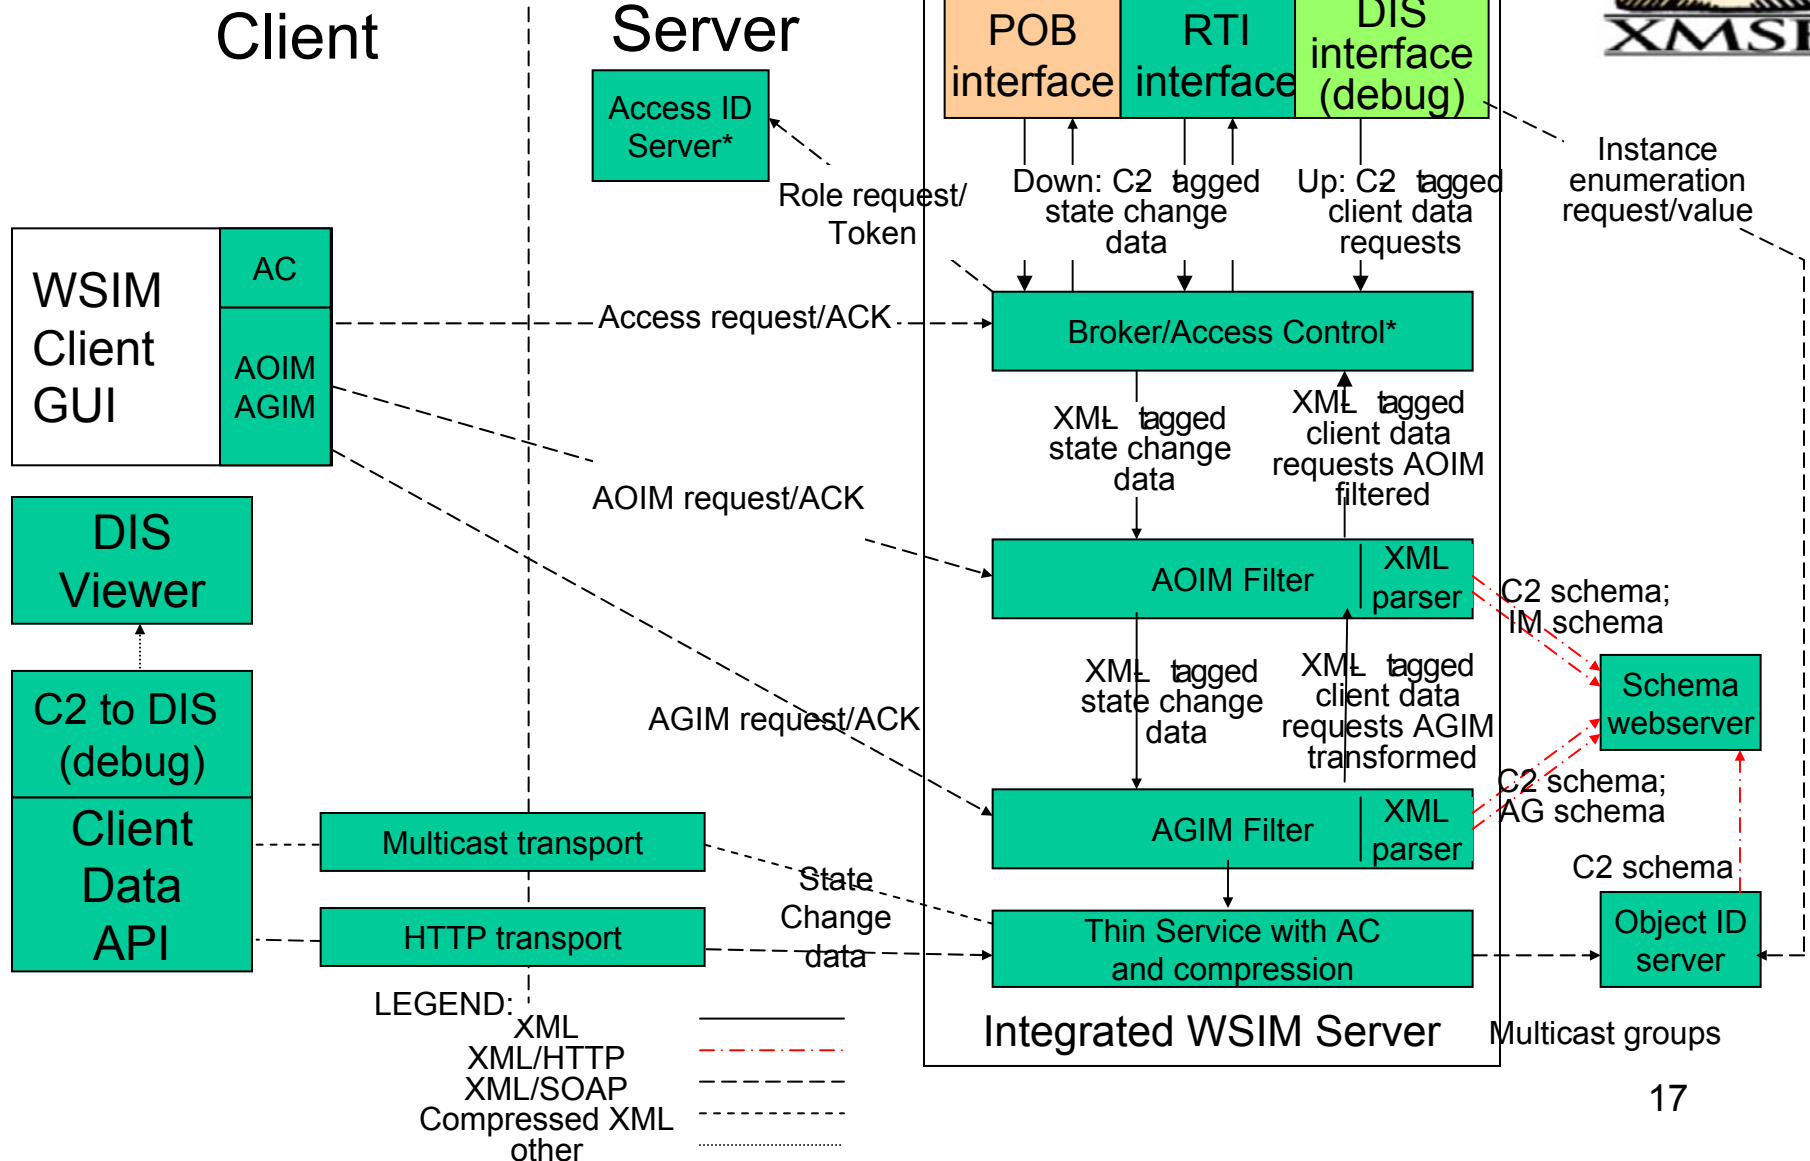 Client
Server
POB
interface
RTI
interface
DIS
interface
(debug)
XMSF
Access ID
Server*
Role request/
Token
Down: C2- tagged
state change
data
Up: C2- tagged
client data
requests
Instance
enumeration
request/value
WSIM
Client
GUI
AC
AOIM
AGIM
Access request/ACK
Broker/Access Control*
XML- tagged
state change
data
XML- tagged
client data
requests AOIM
filtered
AOIM request/ACK
DIS
Viewer
AOIM Filter
XML
parser
C2 schema;
IM schema
C2 to DIS
(debug)
Client
Data
API
AGIM request/ACK
XML- tagged
state change
data
XML- tagged
client data
requests AGIM
transformed
Schema
webserver
C2 schema;
AG schema
AGIM Filter
XML
parser
Multicast transport
State
Change
data
HTTP transport
Thin Service with AC
and compression
C2 schema
Object ID
server
Integrated WSIM Server
Multicast groups
LEGEND:
XML
XML/HTTP
XML/SOAP
Compressed XML
other
17